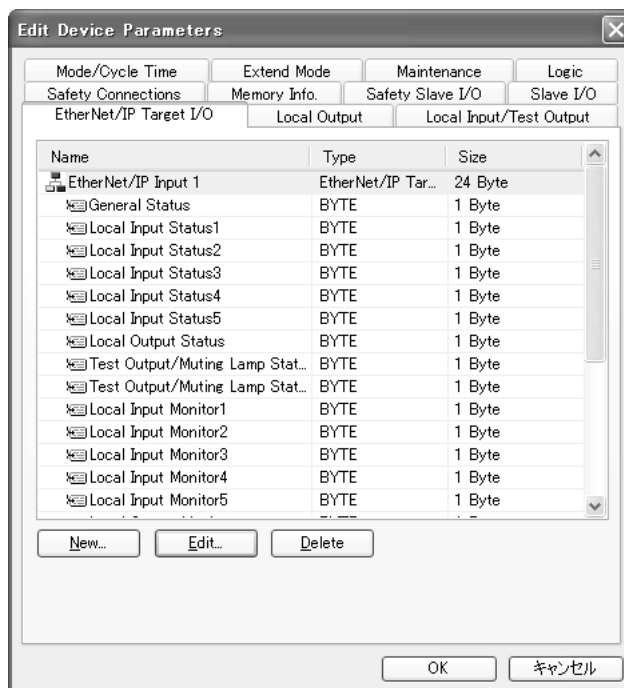 Edit Device Parameters
Mode/Cycle Time Extend Mode Maintenance Logic
Safety Connections Memory Info. Safety Slave I/O Slave I/O
EtherNet/IP Target I/O Local Output Local Input/Test Output
Name Type Size
EtherNet/IP Input 1 EtherNet/IP Tar... 24 Byte
General Status BYTE 1 Byte
Local Input Status1 BYTE 1 Byte
Local Input Status2 BYTE 1 Byte
Local Input Status3 BYTE 1 Byte
Local Input Status4 BYTE 1 Byte
Local Input Status5 BYTE 1 Byte
Local Output Status BYTE 1 Byte
Test Output/Muting Lamp Stat... BYTE 1 Byte
Test Output/Muting Lamp Stat... BYTE 1 Byte
Local Input Monitor1 BYTE 1 Byte
Local Input Monitor2 BYTE 1 Byte
Local Input Monitor3 BYTE 1 Byte
Local Input Monitor4 BYTE 1 Byte
Local Input Monitor5 BYTE 1 Byte
New... Edit... Delete
OK キャンセル